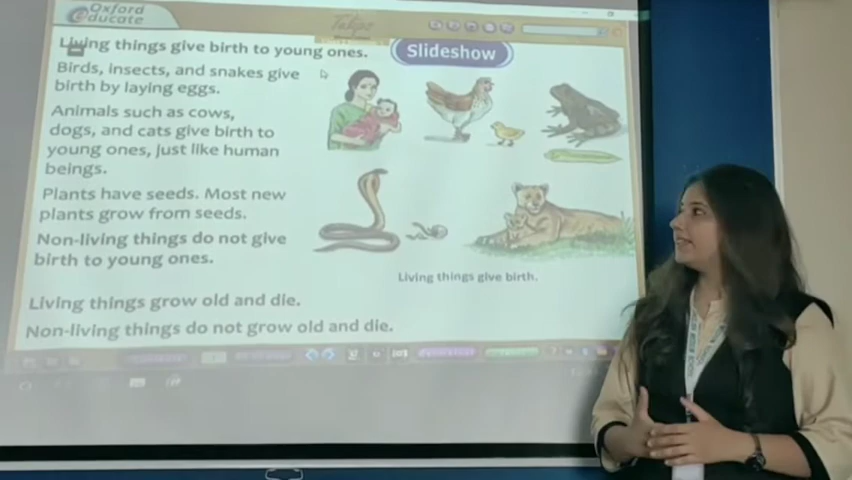 Oxford
educate
Living things give birth to young ones.
Slideshow
Birds, insects, and snakes give
birth by laying eggs.
Animals such as cows,
dogs, and cats give birth to
young ones, just like human
beings.
Plants have seeds. Most new
plants grow from seeds.
Non-living things do not give
birth to young ones.
Living things give birth.
Living things grow old and die.
Non-living things do not grow old and die.